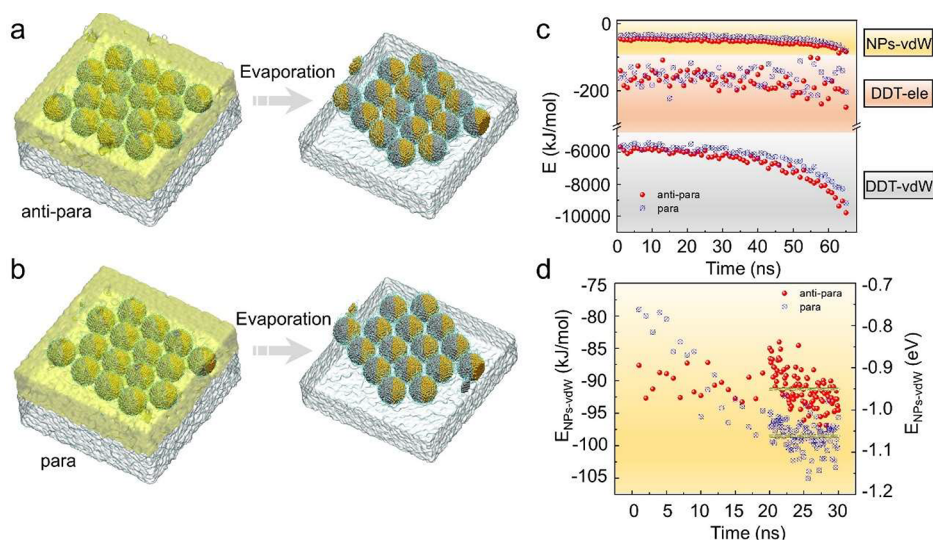 a
Evaporation
anti-para
b
Evaporation
para
c
0
-200
-6000
-8000
-10000
E (kJ/mol)
anti-para
para
0 10 20 30 40 50 60
Time (ns)
NPs-vdW
DDT-ele
DDT-vdW
d
-75
-80
-85
-90
-95
-100
-105
E_NPs-vdW (kJ/mol)
anti-para
para
-0.7
-0.8
-0.9
-1.0
-1.1
-1.2
E_NPs-vdW (eV)
0 5 10 15 20 25 30
Time (ns)